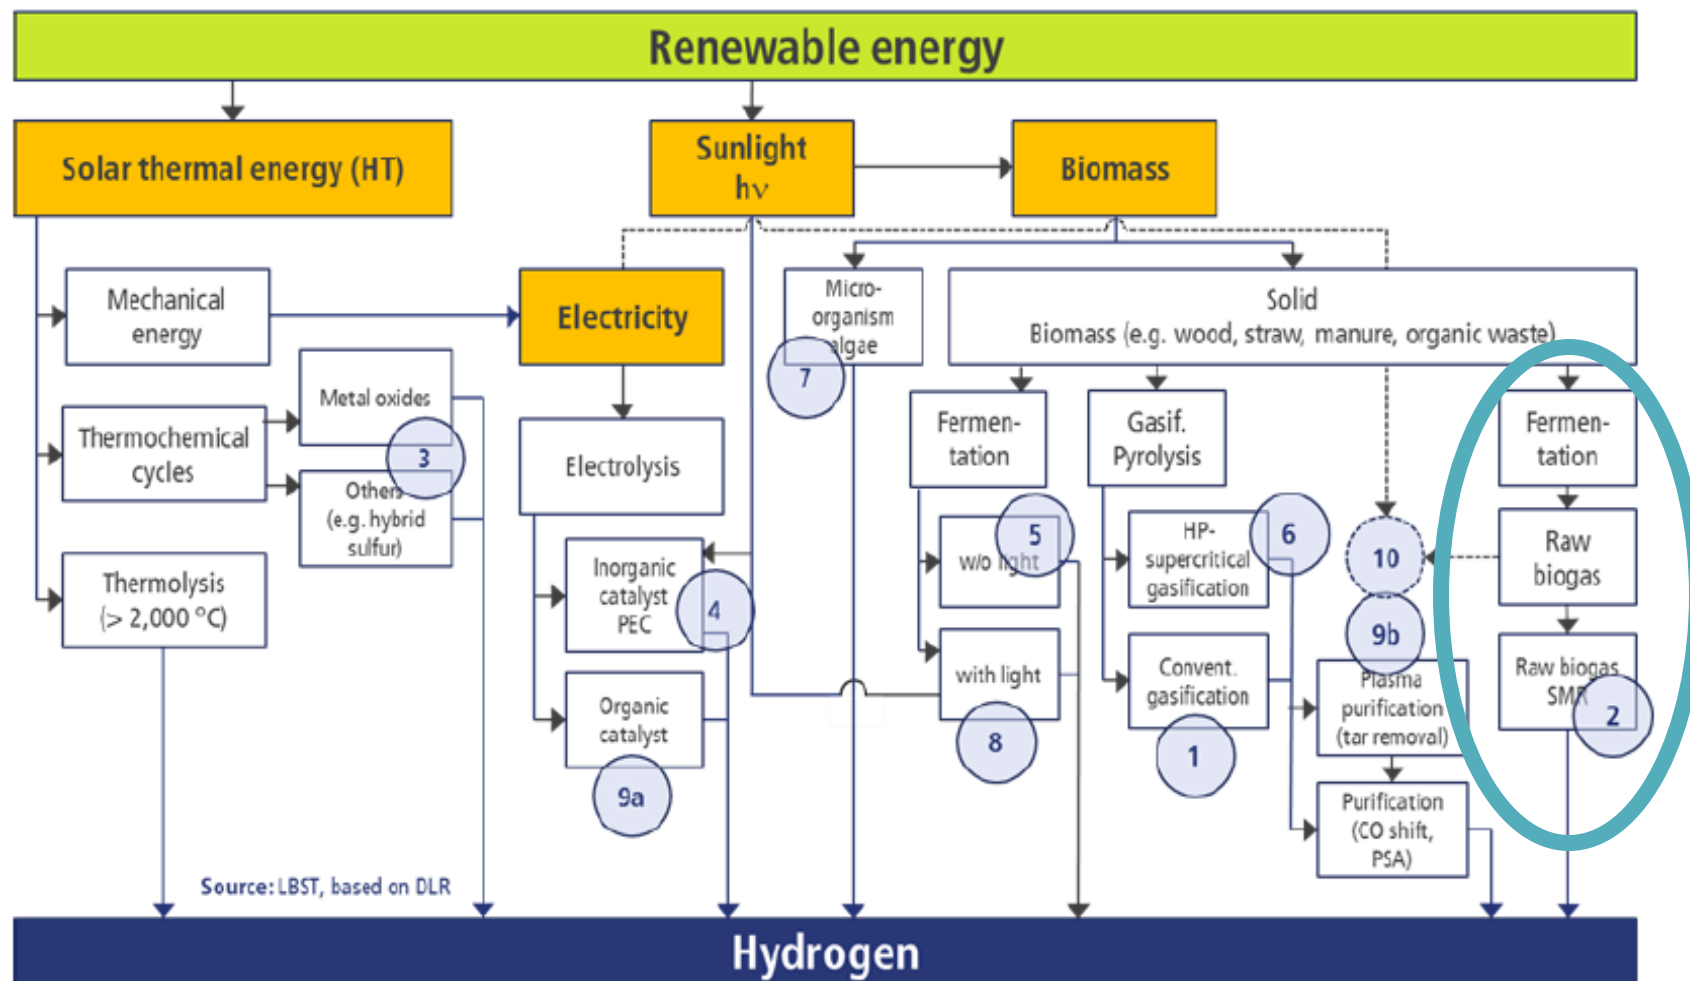 Renewable energy
Solar thermal energy (HT)
Sunlight
hν
Biomass
Mechanical
energy
Electricity
Micro-
organism
algae
7
Solid
Biomass (e.g. wood, straw, manure, organic waste)
Metal oxides
3
Thermochemical
cycles
Others
(e.g. hybrid
sulfur)
Thermolysis
(> 2,000 °C)
Electrolysis
Inorganic
catalyst
PEC
4
Organic
catalyst
9a
Fermen-
tation
5
w/o light
with light
8
Gasif.
Pyrolysis
HP-
supercritical
gasification
6
Convent.
gasification
1
10
9b
Plasma
purification
(tar removal)
Purification
(CO shift,
PSA)
Fermen-
tation
Raw
biogas
Raw biogas
SMR
2
Source: LBST, based on DLR
Hydrogen